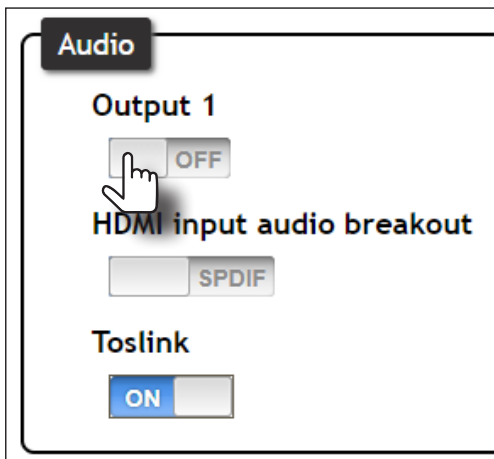 Audio
Output 1
OFF
HDMI input audio breakout
SPDIF
Toslink
ON